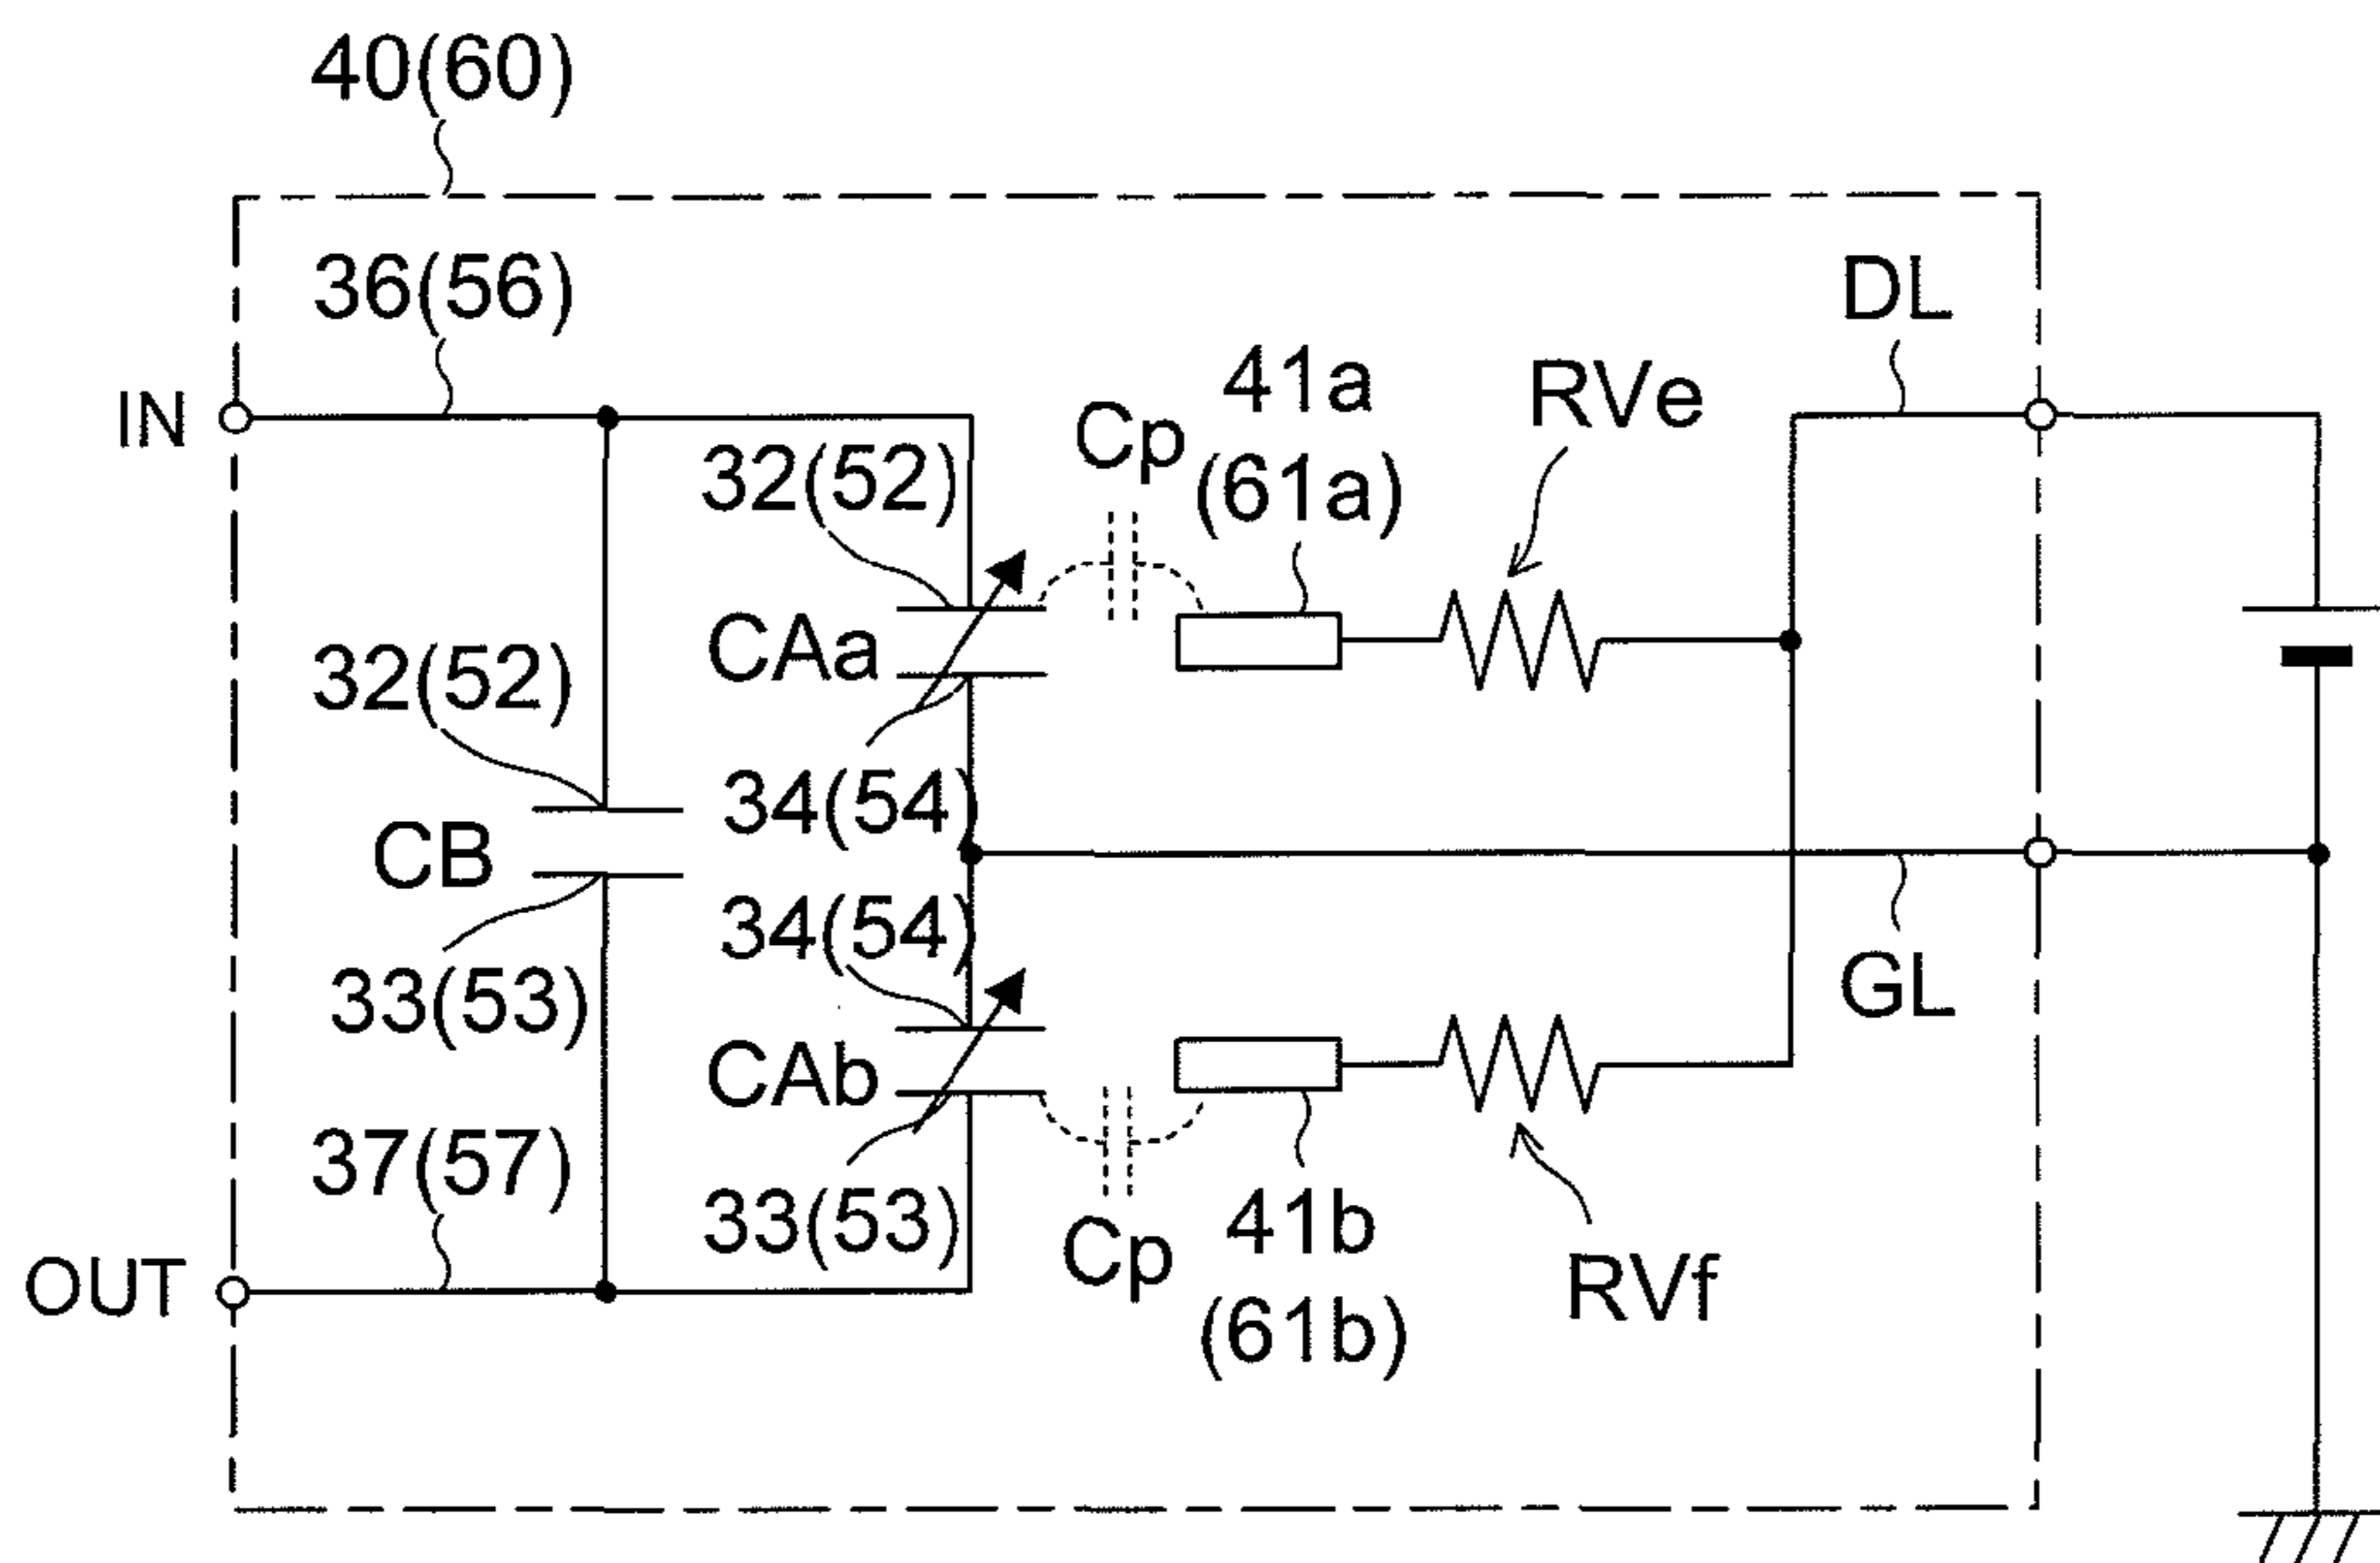 40(60)
36(56)
DL
IN
Cp
41a
(61a)
RVe
32(52)
CAa
32(52)
34(54)
CB
34(54)
33(53)
GL
CAb
37(57)
33(53)
Cp
41b
(61b)
RVf
OUT